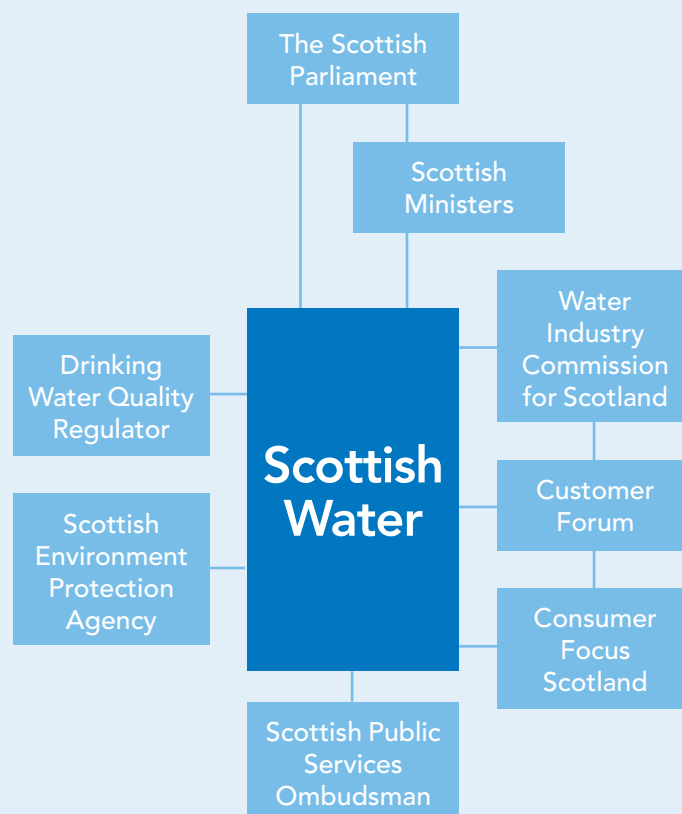 The Scottish
Parliament
Scottish
Ministers
Water
Industry
Commission
for Scotland
Drinking
Water Quality
Regulator
Scottish
Water
Customer
Forum
Scottish
Environment
Protection
Agency
Consumer
Focus
Scotland
Scottish Public
Services
Ombudsman